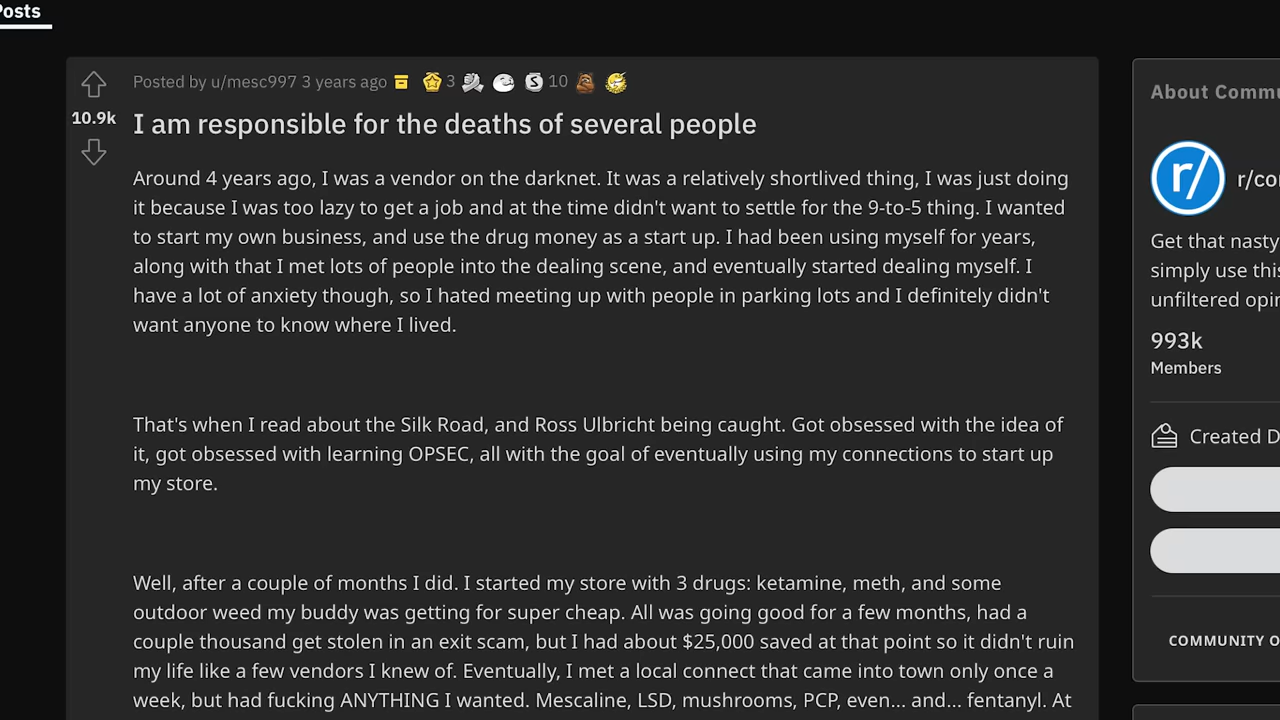 Posts
Posted by u/mesc997 3 years ago 3 10
10.9k
I am responsible for the deaths of several people
Around 4 years ago, I was a vendor on the darknet. It was a relatively shortlived thing, I was just doing
it because I was too lazy to get a job and at the time didn't want to settle for the 9-to-5 thing. I wanted
to start my own business, and use the drug money as a start up. I had been using myself for years,
along with that I met lots of people into the dealing scene, and eventually started dealing myself. I
have a lot of anxiety though, so I hated meeting up with people in parking lots and I definitely didn't
want anyone to know where I lived.
That's when I read about the Silk Road, and Ross Ulbricht being caught. Got obsessed with the idea of
it, got obsessed with learning OPSEC, all with the goal of eventually using my connections to start up
my store.
Well, after a couple of months I did. I started my store with 3 drugs: ketamine, meth, and some
outdoor weed my buddy was getting for super cheap. All was going good for a few months, had a
couple thousand get stolen in an exit scam, but I had about $25,000 saved at that point so it didn't ruin
my life like a few vendors I knew of. Eventually, I met a local connect that came into town only once a
week, but had fucking ANYTHING I wanted. Mescaline, LSD, mushrooms, PCP, even... and... fentanyl. At
About Commu
r/
r/co
Get that nasty
simply use this
unfiltered opin
993k
Members
Created D
COMMUNITY O